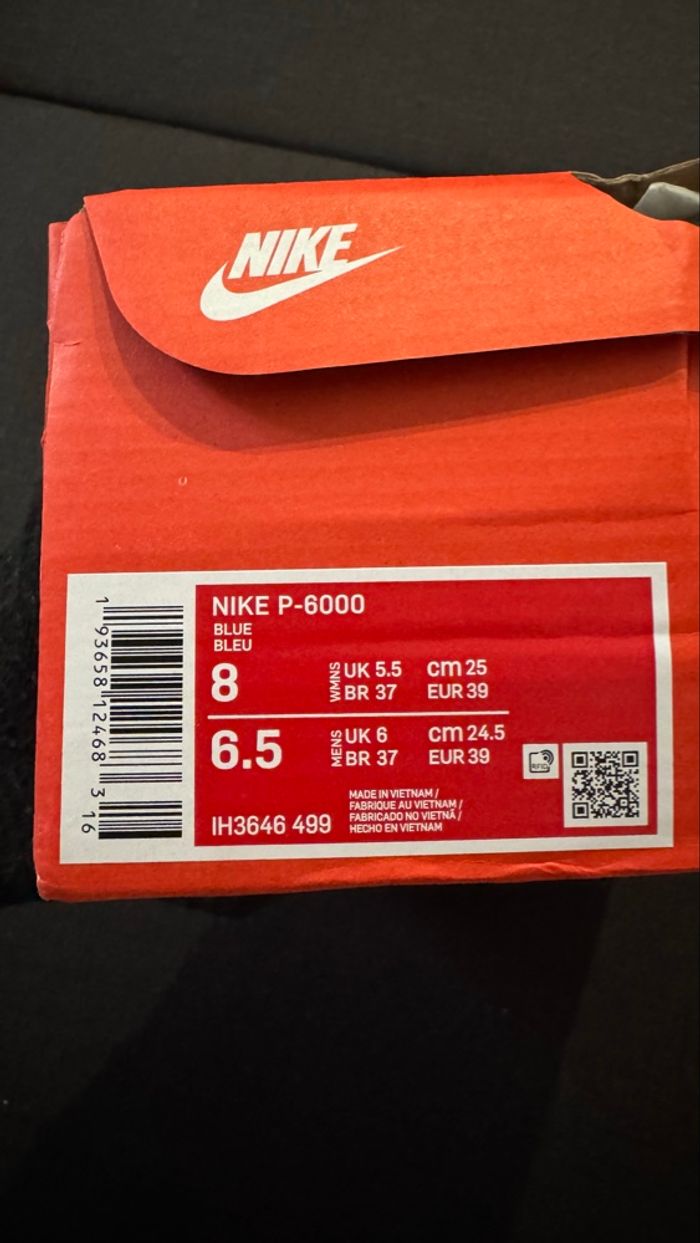 NIKE
NIKE P-6000
BLUE
BLEU
8 WMNS UK 5.5 cm 25
BR 37 EUR 39
6.5 MENS UK 6 cm 24.5
BR 37 EUR 39
RFID
IH3646 499
MADE IN VIETNAM /
FABRIQUE AU VIETNAM /
FABRICADO NO VIETNÃ /
HECHO EN VIETNAM
1 93658 12468 3 16